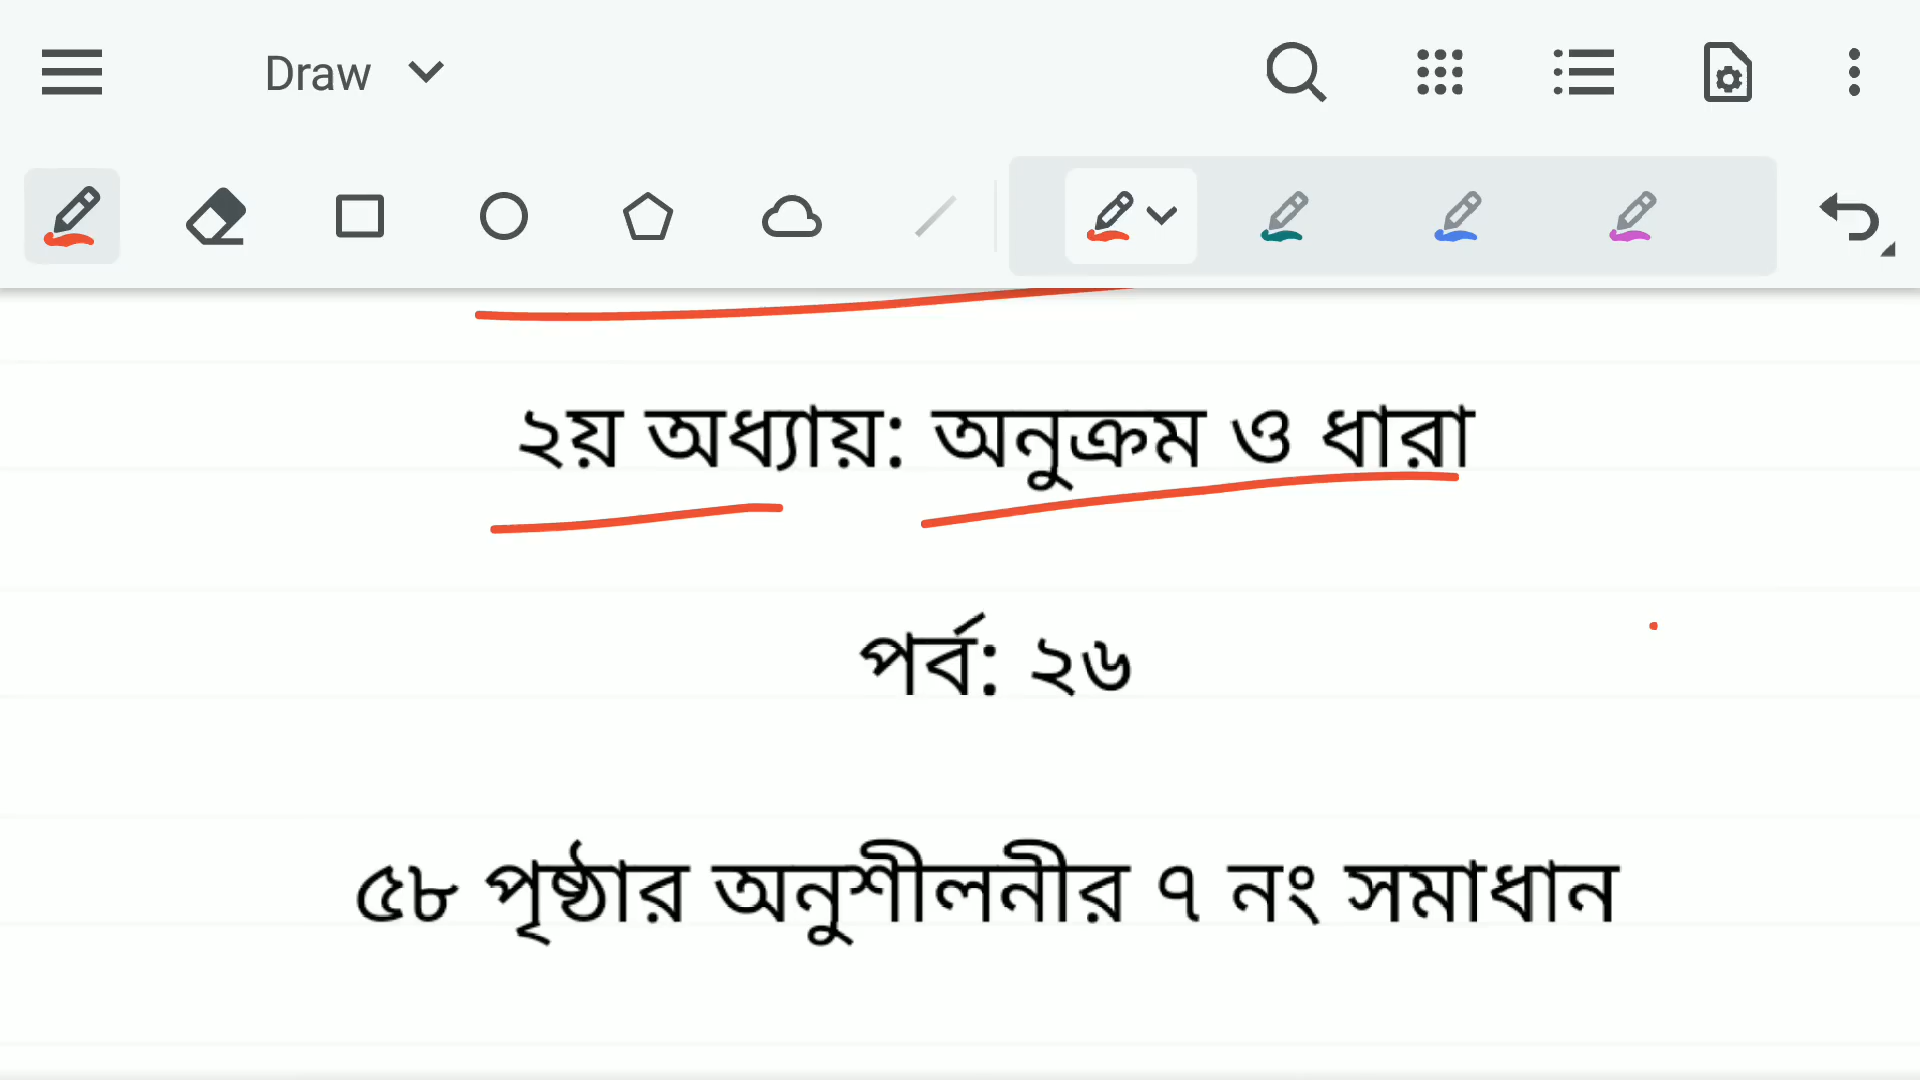 Draw
২য় অধ্যায়: অনুক্রম ও ধারা
পর্ব: ২৬
৫৮ পৃষ্ঠার অনুশীলনীর ৭ নং সমাধান